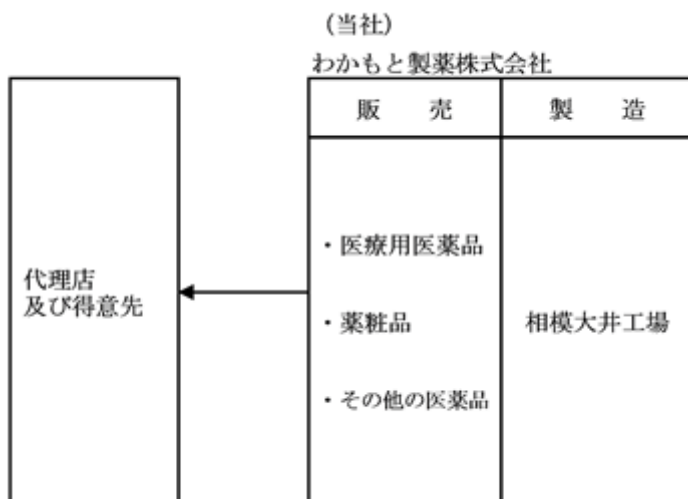 (当社)
わかもと製薬株式会社
販 売
製 造
代理店
及び得意先
・医療用医薬品
・薬粧品
・その他の医薬品
相模大井工場